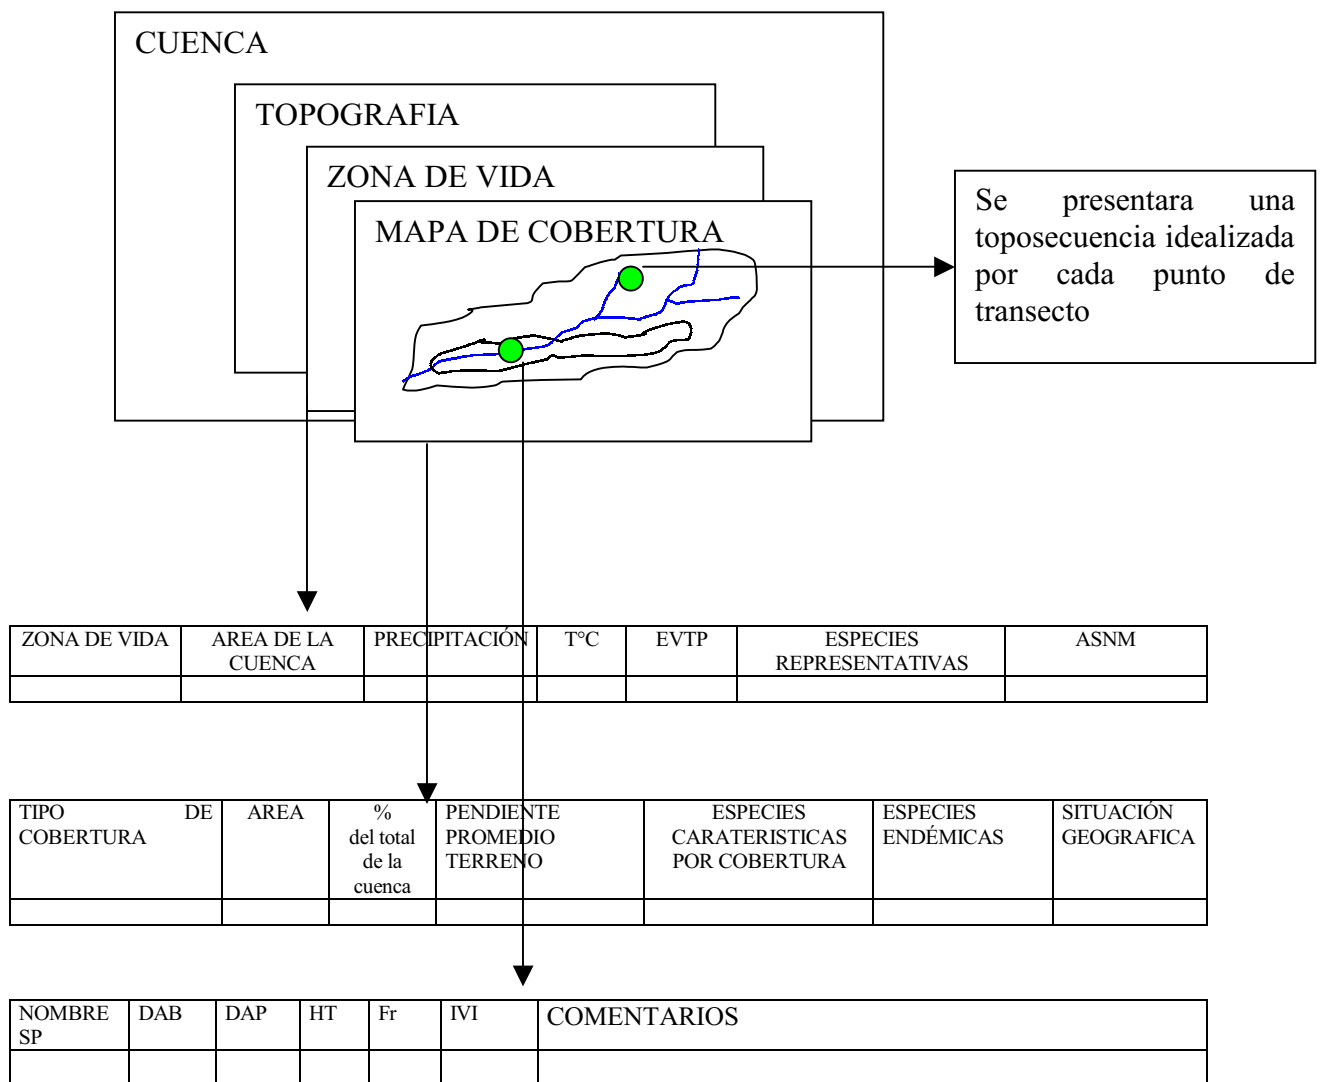 CUENCA
TOPOGRAFIA
ZONA DE VIDA
MAPA DE COBERTURA
Se presentara una
toposecuencia idealizada
por cada punto de
transecto
ZONA DE VIDA AREA DE LA PRECIPITACIÓN T°C EVTP ESPECIES ASNM
CUENCA REPRESENTATIVAS
TIPO DE AREA % PENDIENTE ESPECIES ESPECIES SITUACIÓN
COBERTURA del total PROMEDIO CARATERISTICAS ENDÉMICAS GEOGRAFICA
de la TERRENO POR COBERTURA
cuenca
NOMBRE DAB DAP HT Fr IVI COMENTARIOS
SP